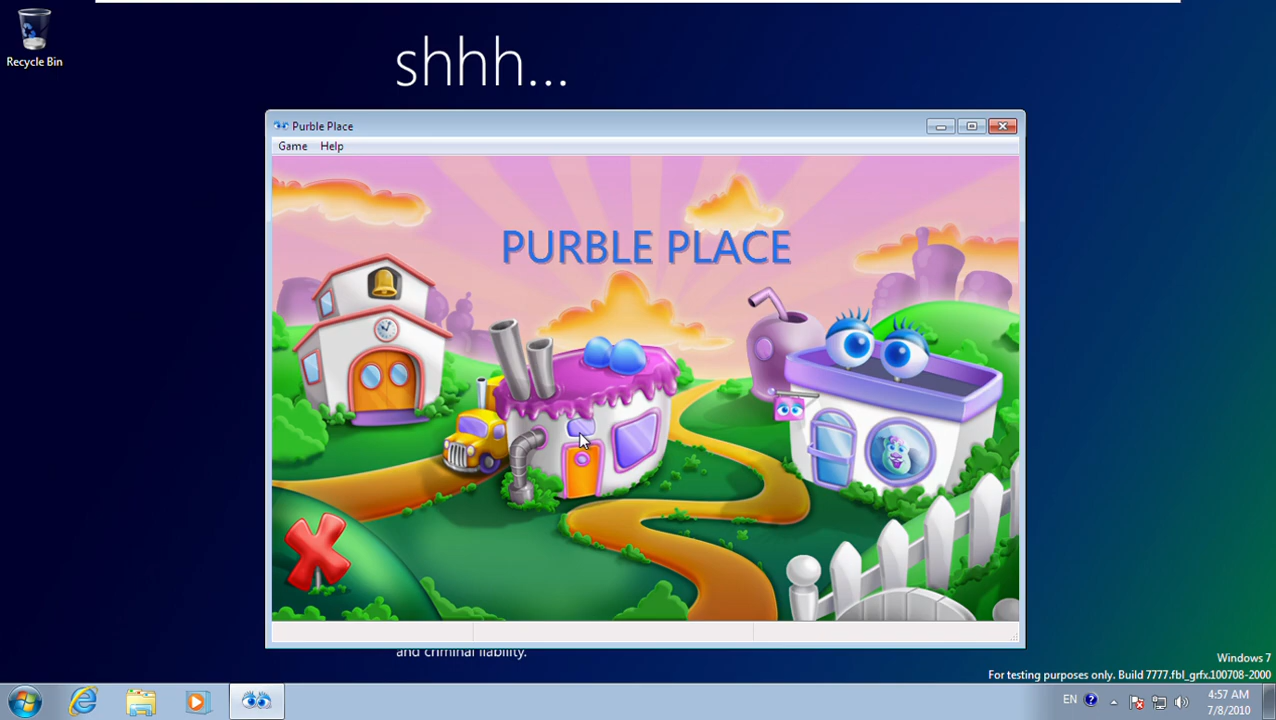 Recycle Bin
shhh...
Purble Place
Game Help
PURBLE PLACE
and criminal liability.
Windows 7
For testing purposes only. Build 7777.fbl_grfx.100708-2000
EN
4:57 AM
7/8/2010